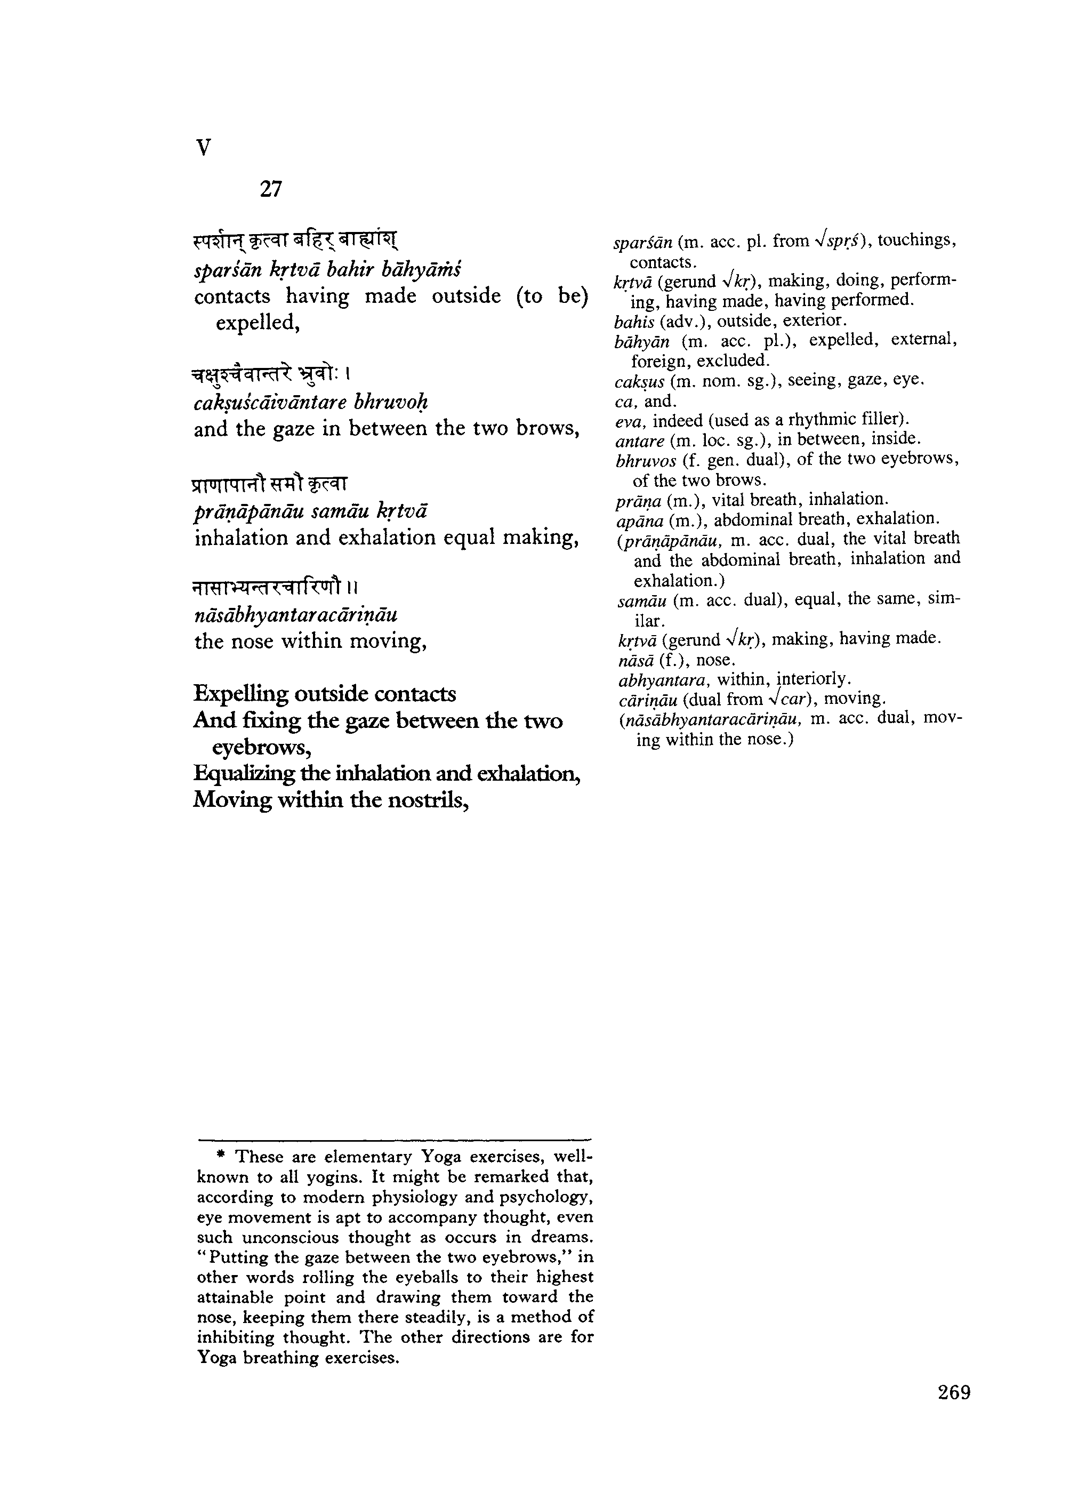 V
27
स्पर्शान् कृत्वा बहिर् बाह्यांश्
sparśān kṛtvā bahir bāhyāṁś
contacts having made outside (to be)
expelled,
चक्षुश्चैवान्तरे भ्रुवोः ।
cakṣuścāivāntare bhruvoḥ
and the gaze in between the two brows,
प्राणापानौ समौ कृत्वा
prāṇāpānāu samāu kṛtvā
inhalation and exhalation equal making,
नासाभ्यन्तरचारिणौ ।।
nāsābhyantaracāriṇāu
the nose within moving,
Expelling outside contacts
And fixing the gaze between the two
eyebrows,
Equalizing the inhalation and exhalation,
Moving within the nostrils,
sparśān (m. acc. pl. from √spṛś), touchings,
contacts.
kṛtvā (gerund √kṛ), making, doing, perform-
ing, having made, having performed.
bahis (adv.), outside, exterior.
bāhyān (m. acc. pl.), expelled, external,
foreign, excluded.
cakṣus (m. nom. sg.), seeing, gaze, eye.
ca, and.
eva, indeed (used as a rhythmic filler).
antare (m. loc. sg.), in between, inside.
bhruvos (f. gen. dual), of the two eyebrows,
of the two brows.
prāṇa (m.), vital breath, inhalation.
apāna (m.), abdominal breath, exhalation.
(prāṇāpānāu, m. acc. dual, the vital breath
and the abdominal breath, inhalation and
exhalation.)
samāu (m. acc. dual), equal, the same, sim-
ilar.
kṛtvā (gerund √kṛ), making, having made.
nāsā (f.), nose.
abhyantara, within, interiorly.
cāriṇāu (dual from √car), moving.
(nāsābhyantaracāriṇāu, m. acc. dual, mov-
ing within the nose.)
* These are elementary Yoga exercises, well-
known to all yogins. It might be remarked that,
according to modern physiology and psychology,
eye movement is apt to accompany thought, even
such unconscious thought as occurs in dreams.
“Putting the gaze between the two eyebrows,” in
other words rolling the eyeballs to their highest
attainable point and drawing them toward the
nose, keeping them there steadily, is a method of
inhibiting thought. The other directions are for
Yoga breathing exercises.
269